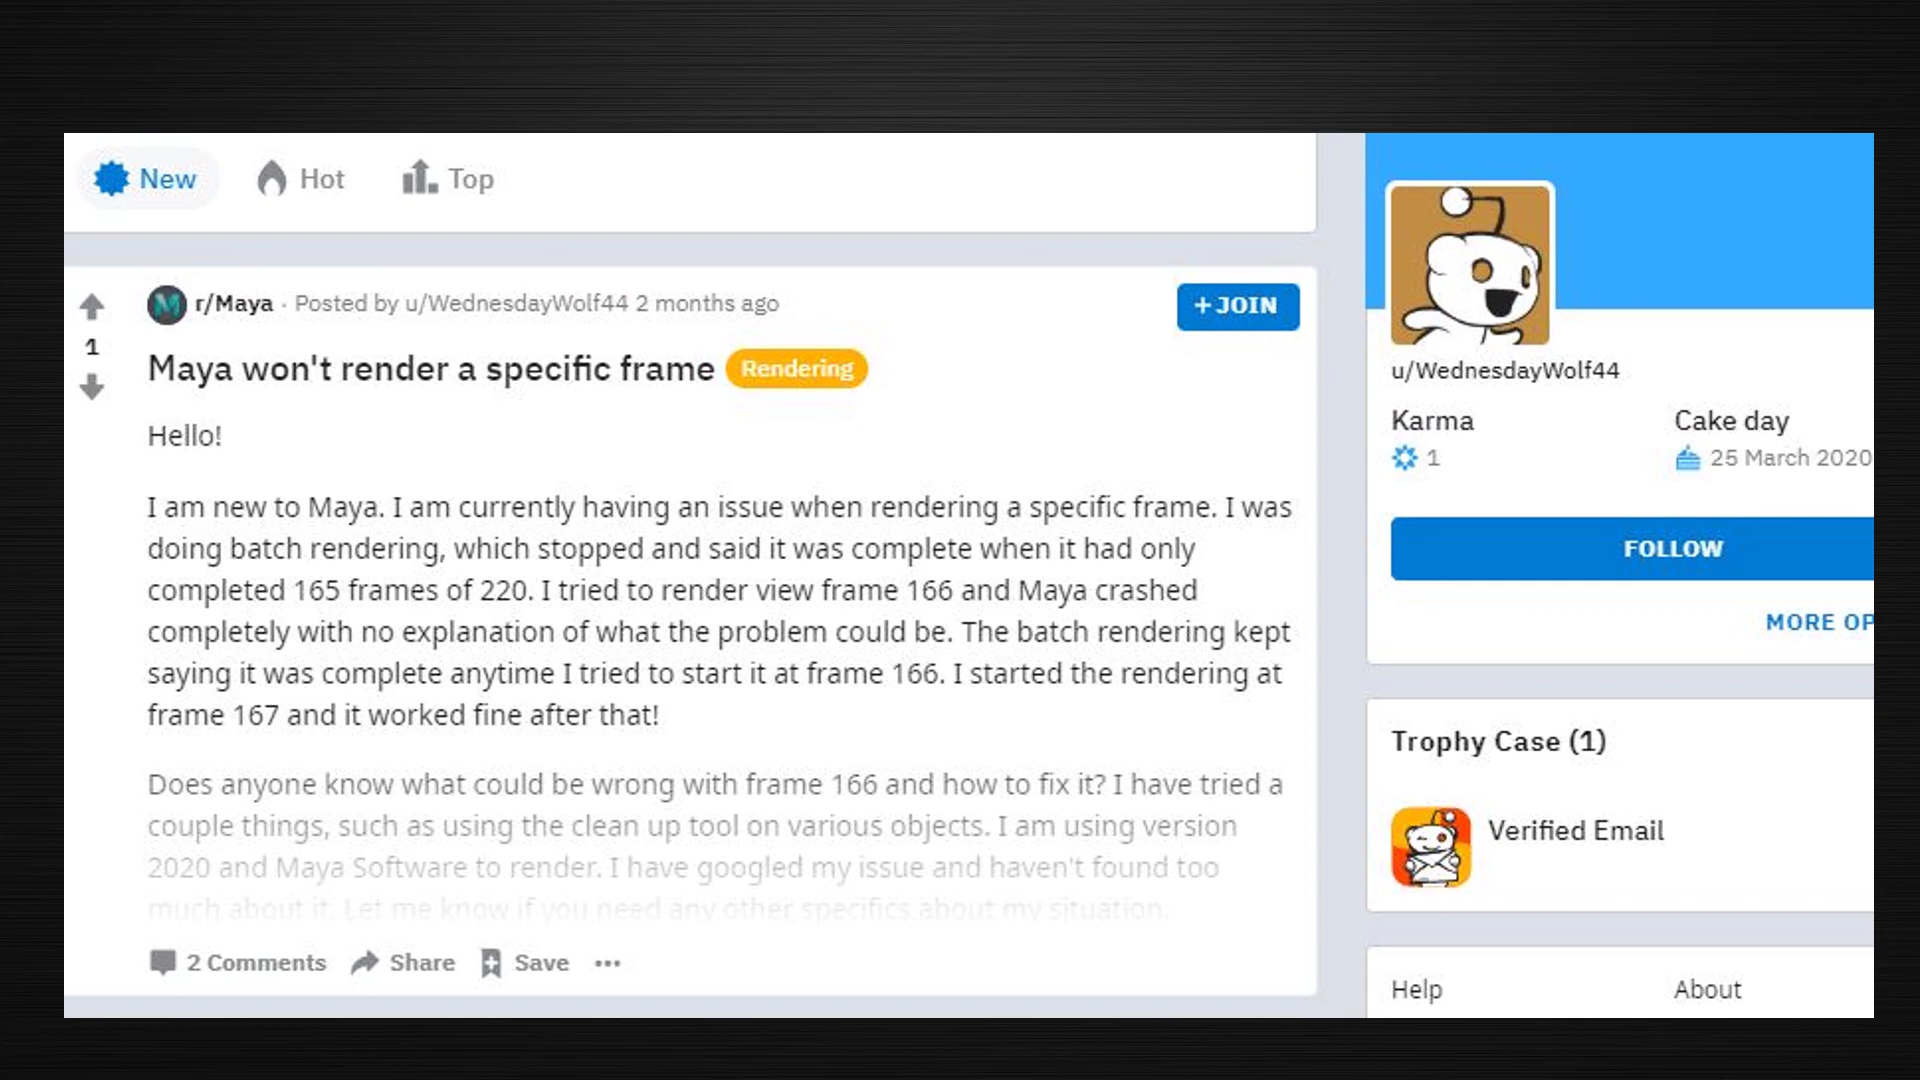 New Hot Top
r/Maya · Posted by u/WednesdayWolf44 2 months ago
+ JOIN
1
Maya won't render a specific frame Rendering
Hello!
I am new to Maya. I am currently having an issue when rendering a specific frame. I was
doing batch rendering, which stopped and said it was complete when it had only
completed 165 frames of 220. I tried to render view frame 166 and Maya crashed
completely with no explanation of what the problem could be. The batch rendering kept
saying it was complete anytime I tried to start it at frame 166. I started the rendering at
frame 167 and it worked fine after that!
Does anyone know what could be wrong with frame 166 and how to fix it? I have tried a
couple things, such as using the clean up tool on various objects. I am using version
2020 and Maya Software to render. I have googled my issue and haven't found too
much about it. Let me know if you need any other specifics about my situation.
2 Comments Share Save ...
u/WednesdayWolf44
Karma Cake day
1 25 March 2020
FOLLOW
MORE OP
Trophy Case (1)
Verified Email
Help About